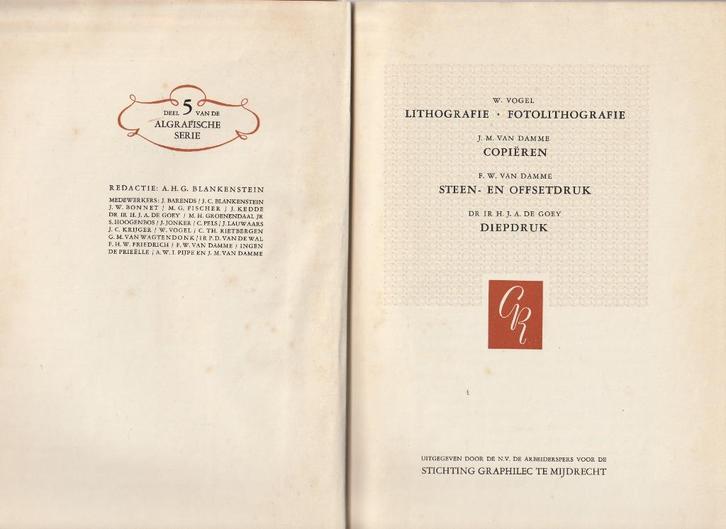 DEEL 5 VAN DE
ALGRAFISCHE
SERIE
REDACTIE: A.H.G. BLANKENSTEIN
MEDEWERKERS: J. BARENDS / J.C. BLANKENSTEIN
J.W. BONNET / M.G. FISCHER / J. KEDDE
DR IR H.J.A. DE GOEY / M.H. GROENENDAAL JR
S. HOOGENBOS / J. JONKER / C. PELS / J. LAUWAARS
J.C. KRIJGER / W. VOGEL / C. TH. RIETBERGEN
G.M. VAN WAGTENDONK / IR P.D. VAN DE WAL
F.H.W. FRIEDRICH / F.W. VAN DAMME / INGEN
DE PRIEËLLE / A.W.I. PIJPE EN J.M. VAN DAMME
W. VOGEL
LITHOGRAFIE · FOTOLITHOGRAFIE
J.M. VAN DAMME
COPIËREN
F.W. VAN DAMME
STEEN- EN OFFSETDRUK
DR IR H.J.A. DE GOEY
DIEPDRUK
GR
UITGEGEVEN DOOR DE N.V. DE ARBEIDERSPERS VOOR DE
STICHTING GRAPHILEC TE MIJDRECHT